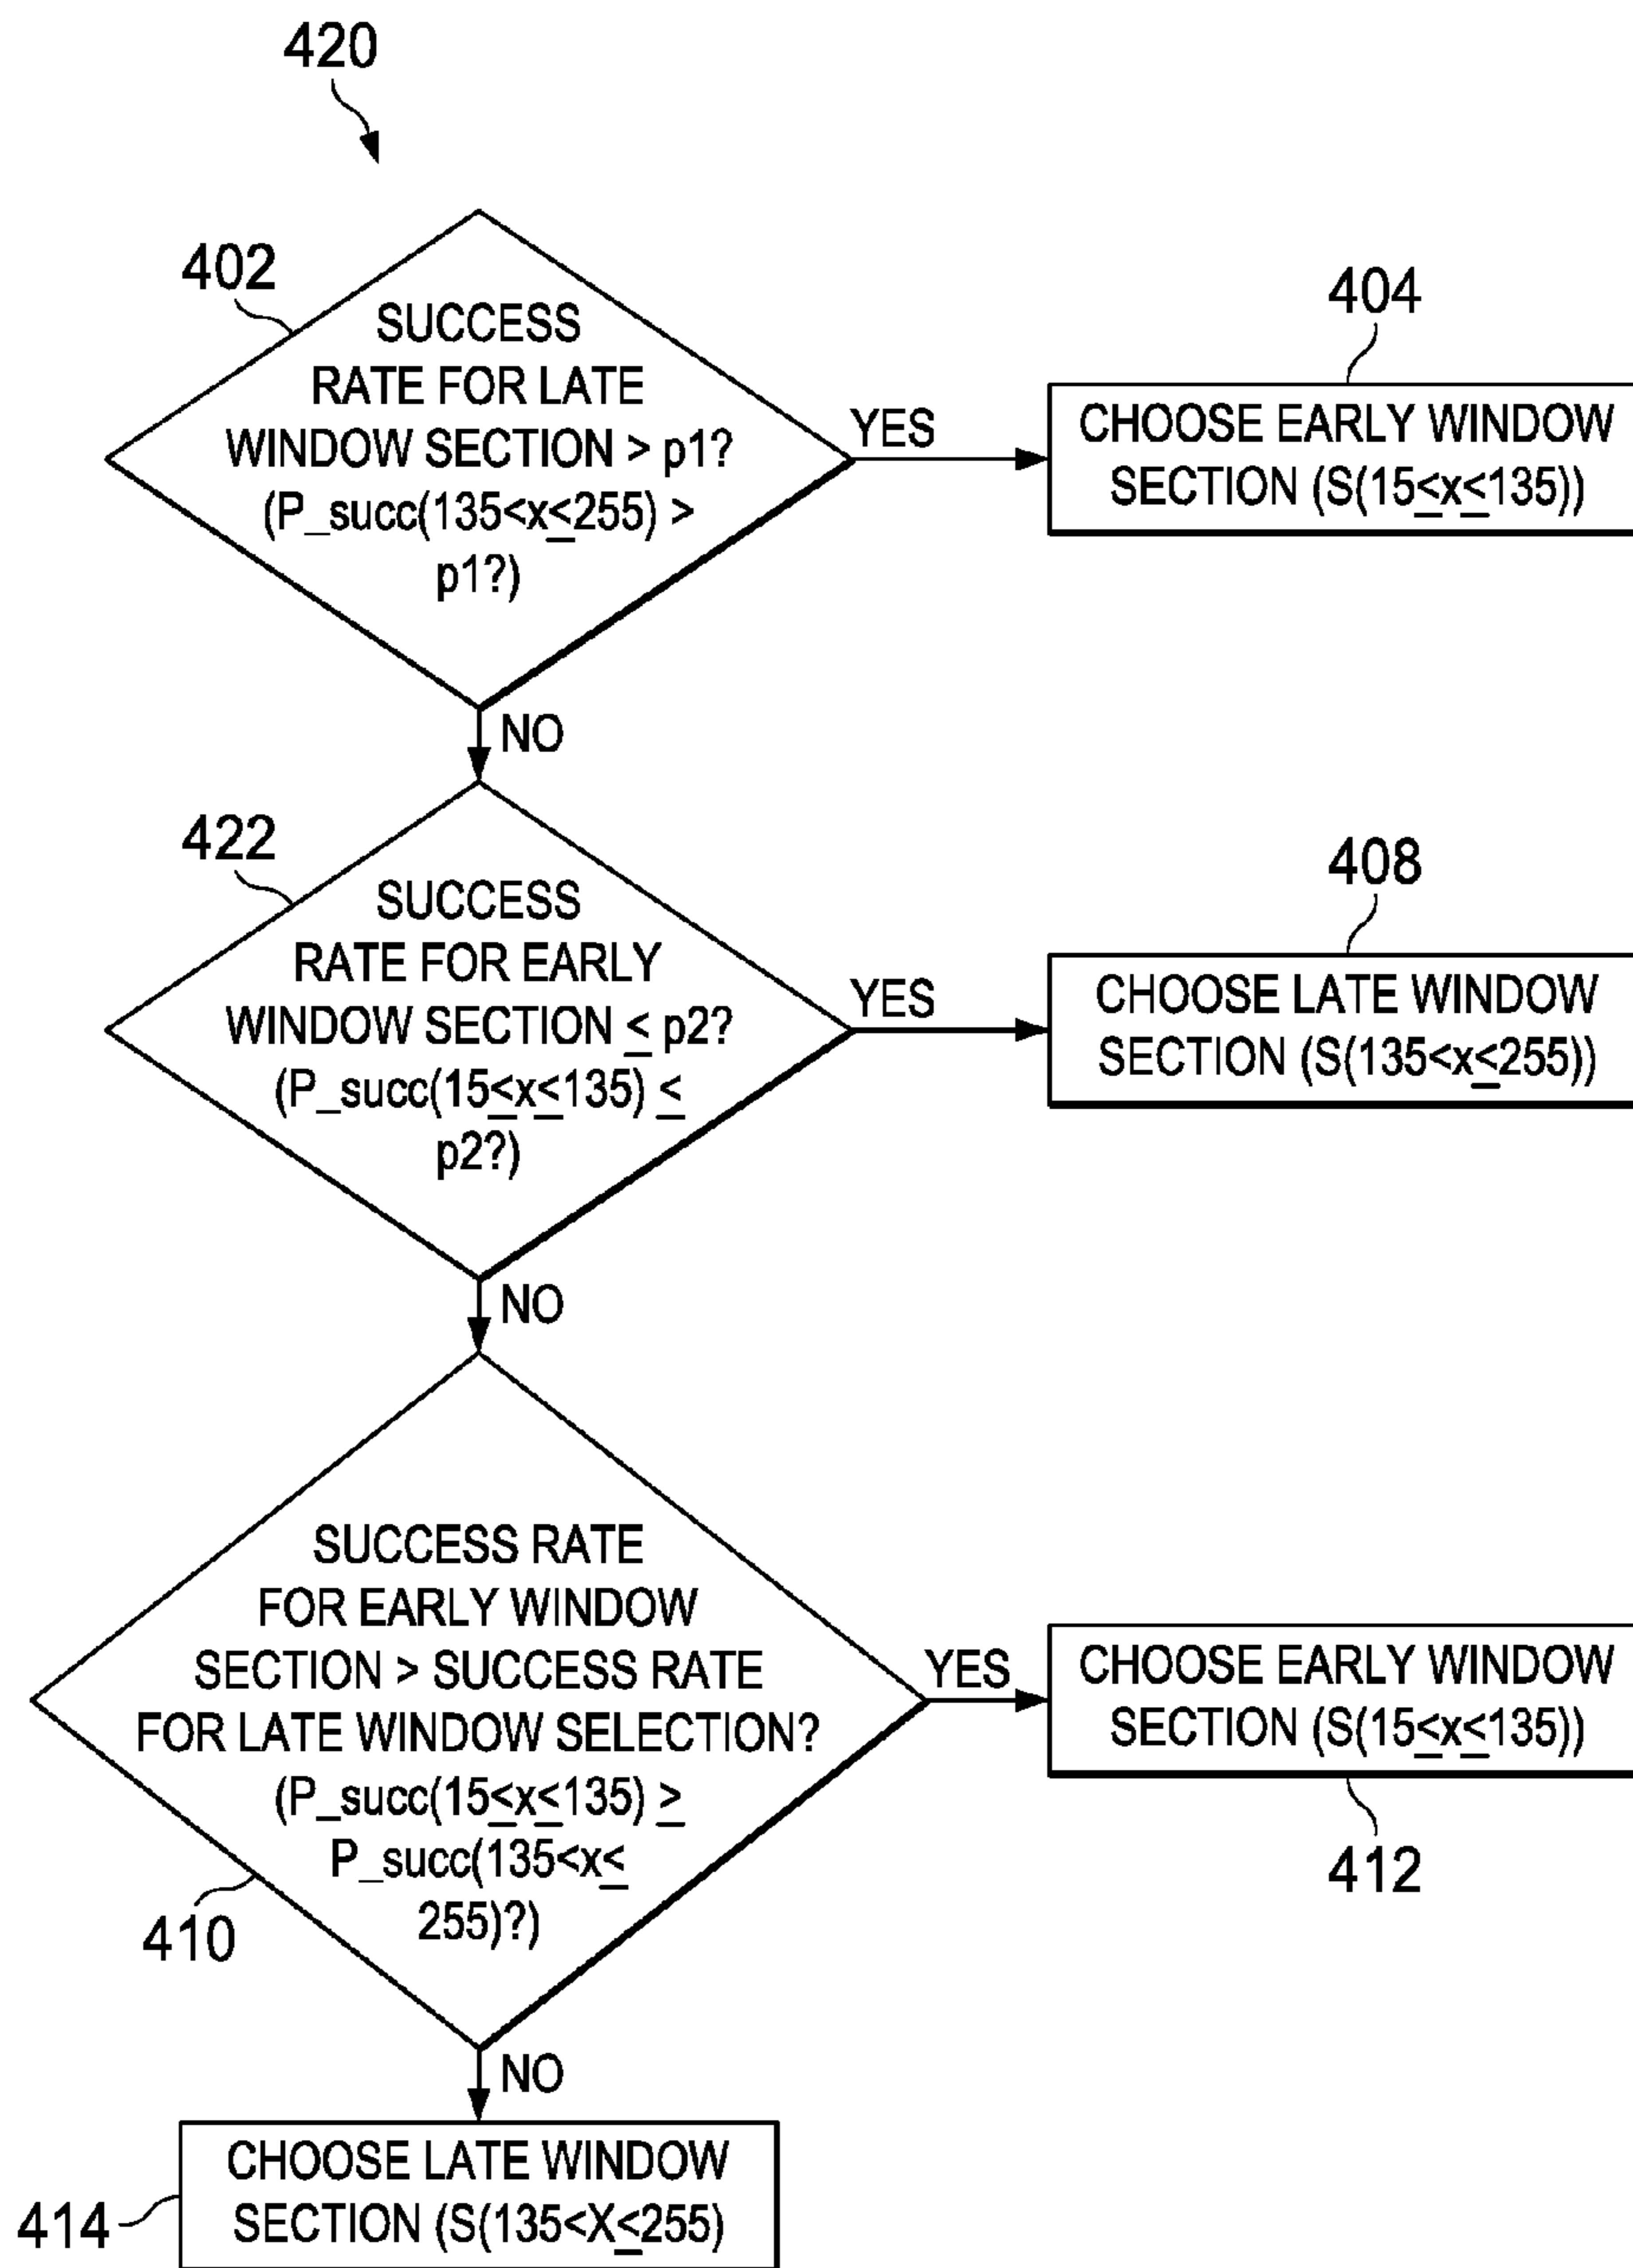 420
402
SUCCESS
RATE FOR LATE
WINDOW SECTION > p1?
(P_succ(135<x≤255) >
p1?)
YES
404
CHOOSE EARLY WINDOW
SECTION (S(15≤x≤135))
NO
422
SUCCESS
RATE FOR EARLY
WINDOW SECTION ≤ p2?
(P_succ(15≤x≤135) ≤
p2?)
YES
408
CHOOSE LATE WINDOW
SECTION (S(135<x≤255))
NO
SUCCESS RATE
FOR EARLY WINDOW
SECTION > SUCCESS RATE
FOR LATE WINDOW SELECTION?
(P_succ(15≤x≤135) ≥
P_succ(135<x≤
255)?)
410
YES
CHOOSE EARLY WINDOW
SECTION (S(15≤x≤135))
412
NO
CHOOSE LATE WINDOW
SECTION (S(135<X≤255)
414